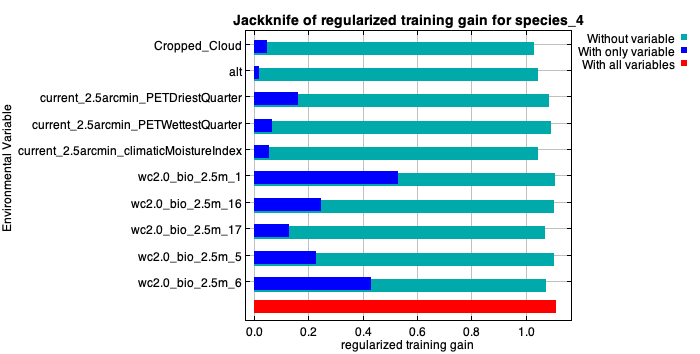 Jackknife of regularized training gain for species_4
Without variable
With only variable
With all variables
Environmental Variable
Cropped_Cloud
alt
current_2.5arcmin_PETDriestQuarter
current_2.5arcmin_PETWettestQuarter
current_2.5arcmin_climaticMoistureIndex
wc2.0_bio_2.5m_1
wc2.0_bio_2.5m_16
wc2.0_bio_2.5m_17
wc2.0_bio_2.5m_5
wc2.0_bio_2.5m_6
0.0 0.2 0.4 0.6 0.8 1.0
regularized training gain